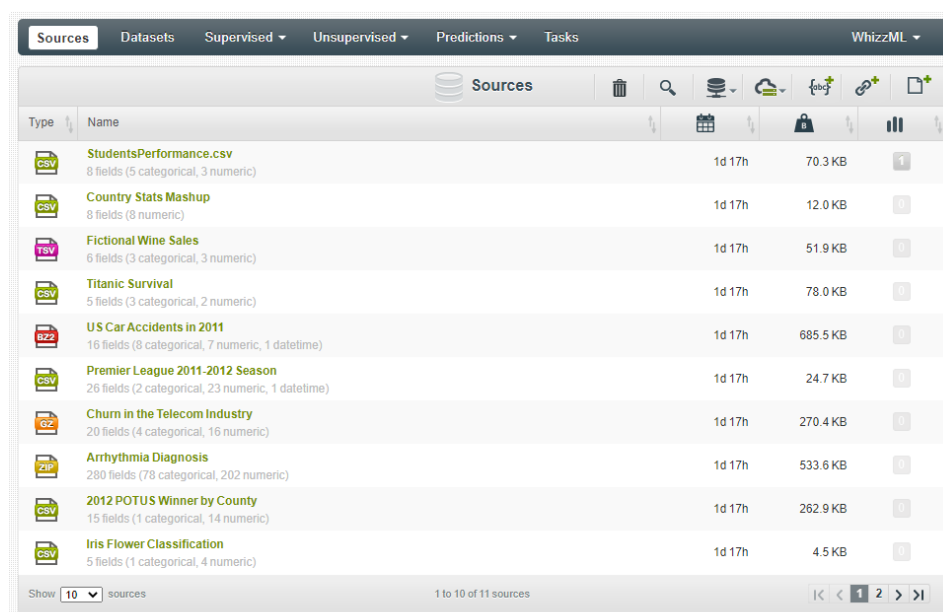 Sources Datasets Supervised Unsupervised Predictions Tasks WhizzML
Sources {abc}
Type Name B
CSV StudentsPerformance.csv 1d 17h 70.3 KB 1
8 fields (5 categorical, 3 numeric)
CSV Country Stats Mashup 1d 17h 12.0 KB 0
8 fields (8 numeric)
TSV Fictional Wine Sales 1d 17h 51.9 KB 0
6 fields (3 categorical, 3 numeric)
CSV Titanic Survival 1d 17h 78.0 KB 0
5 fields (3 categorical, 2 numeric)
BZ2 US Car Accidents in 2011 1d 17h 685.5 KB 0
16 fields (8 categorical, 7 numeric, 1 datetime)
CSV Premier League 2011-2012 Season 1d 17h 24.7 KB 0
26 fields (2 categorical, 23 numeric, 1 datetime)
GZ Churn in the Telecom Industry 1d 17h 270.4 KB 0
20 fields (4 categorical, 16 numeric)
ZIP Arrhythmia Diagnosis 1d 17h 533.6 KB 0
280 fields (78 categorical, 202 numeric)
CSV 2012 POTUS Winner by County 1d 17h 262.9 KB 0
15 fields (1 categorical, 14 numeric)
CSV Iris Flower Classification 1d 17h 4.5 KB 0
5 fields (1 categorical, 4 numeric)
Show 10 sources 1 to 10 of 11 sources 1 2